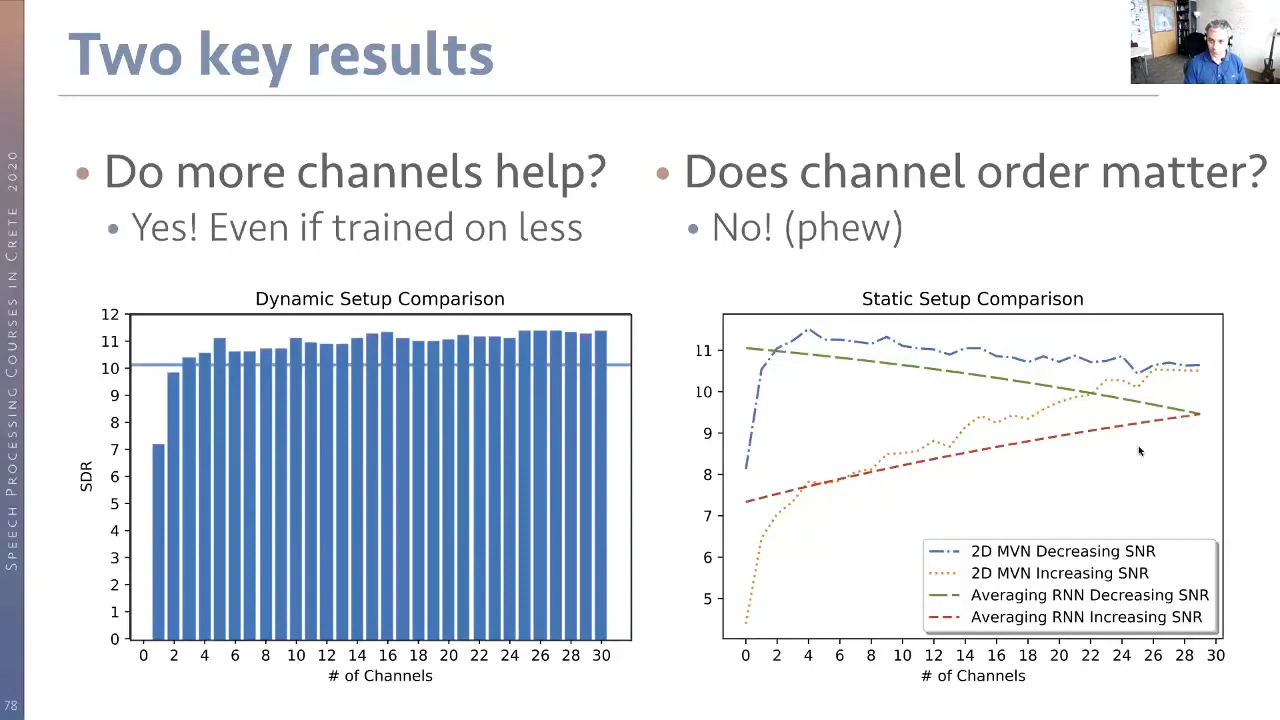 Two key results
• Do more channels help?
• Yes! Even if trained on less
• Does channel order matter?
• No! (phew)
Dynamic Setup Comparison
12
11
10
9
8
7
6
5
4
3
2
1
0
SDR
0 2 4 6 8 10 12 14 16 18 20 22 24 26 28 30
# of Channels
Static Setup Comparison
11
10
9
8
7
6
5
2D MVN Decreasing SNR
2D MVN Increasing SNR
Averaging RNN Decreasing SNR
Averaging RNN Increasing SNR
0 2 4 6 8 10 12 14 16 18 20 22 24 26 28 30
# of Channels
Speech Processing Courses in Crete 2020
78